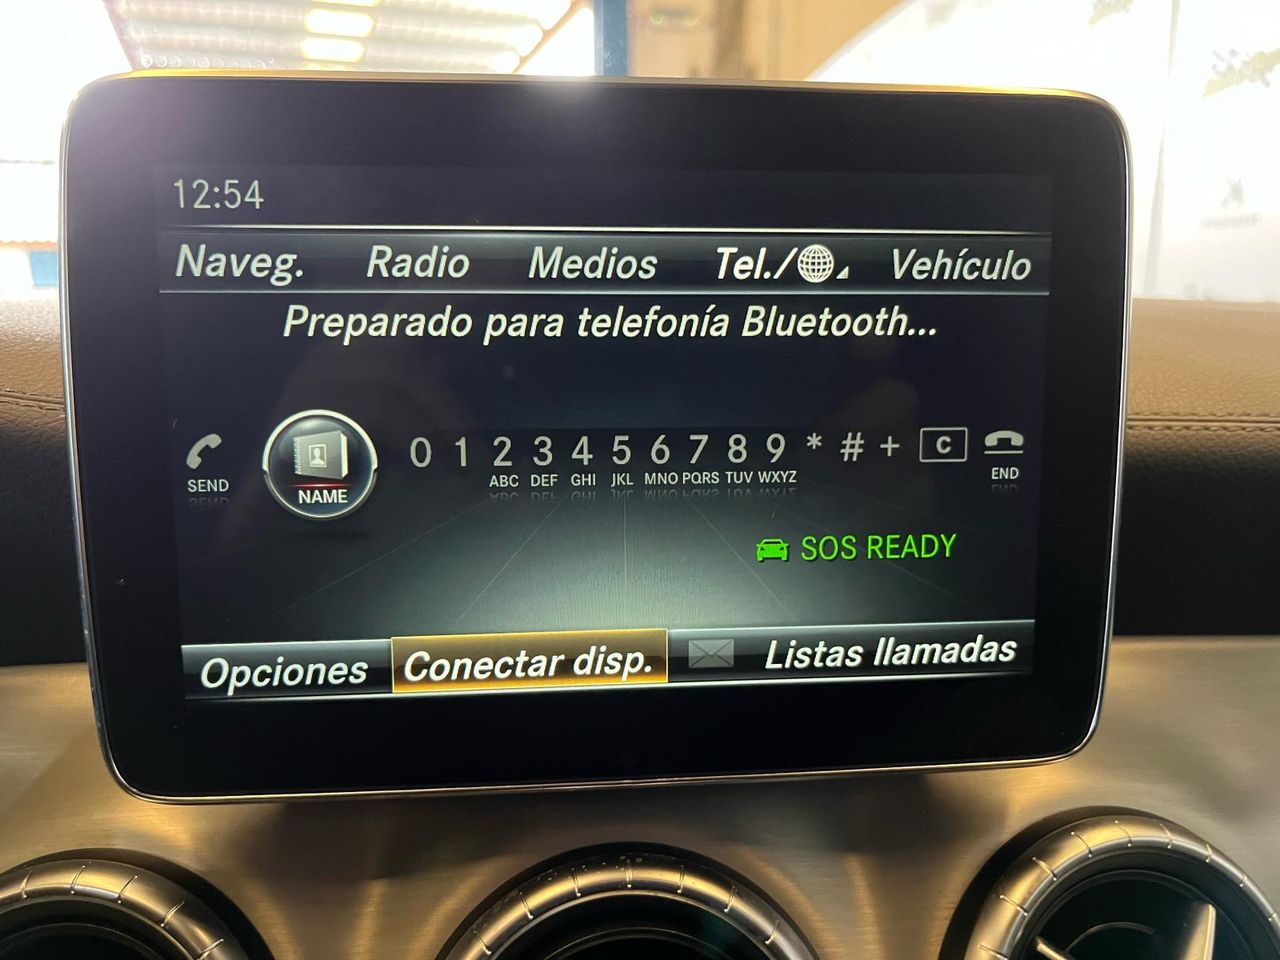 12:54
Naveg. Radio Medios Tel./ Vehículo
Preparado para telefonía Bluetooth...
0 1 2 3 4 5 6 7 8 9 * # + C
SEND NAME ABC DEF GHI JKL MNO PQRS TUV WXYZ END
SOS READY
Opciones Conectar disp. Listas llamadas